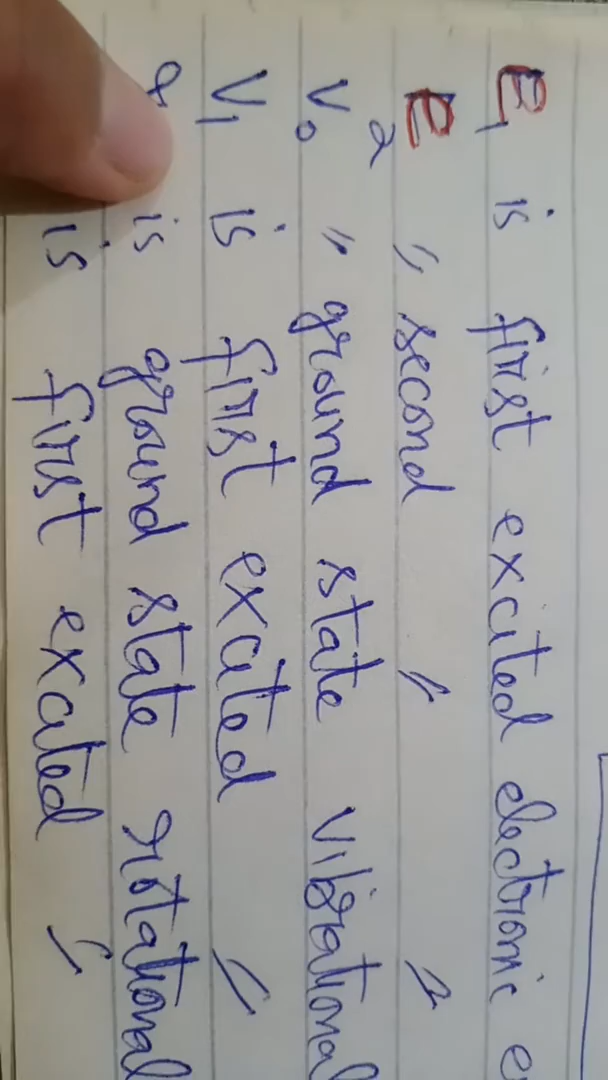 E₁ is first excited electronic
E₂ " second " "
V₀ " ground state vibrational
V₁ is first excited "
is ground state rotational
is first excited "